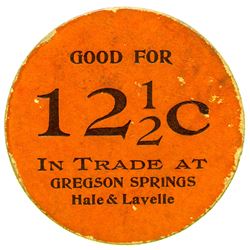 GOOD FOR
12½c
IN TRADE AT
GREGSON SPRINGS
Hale & Lavelle